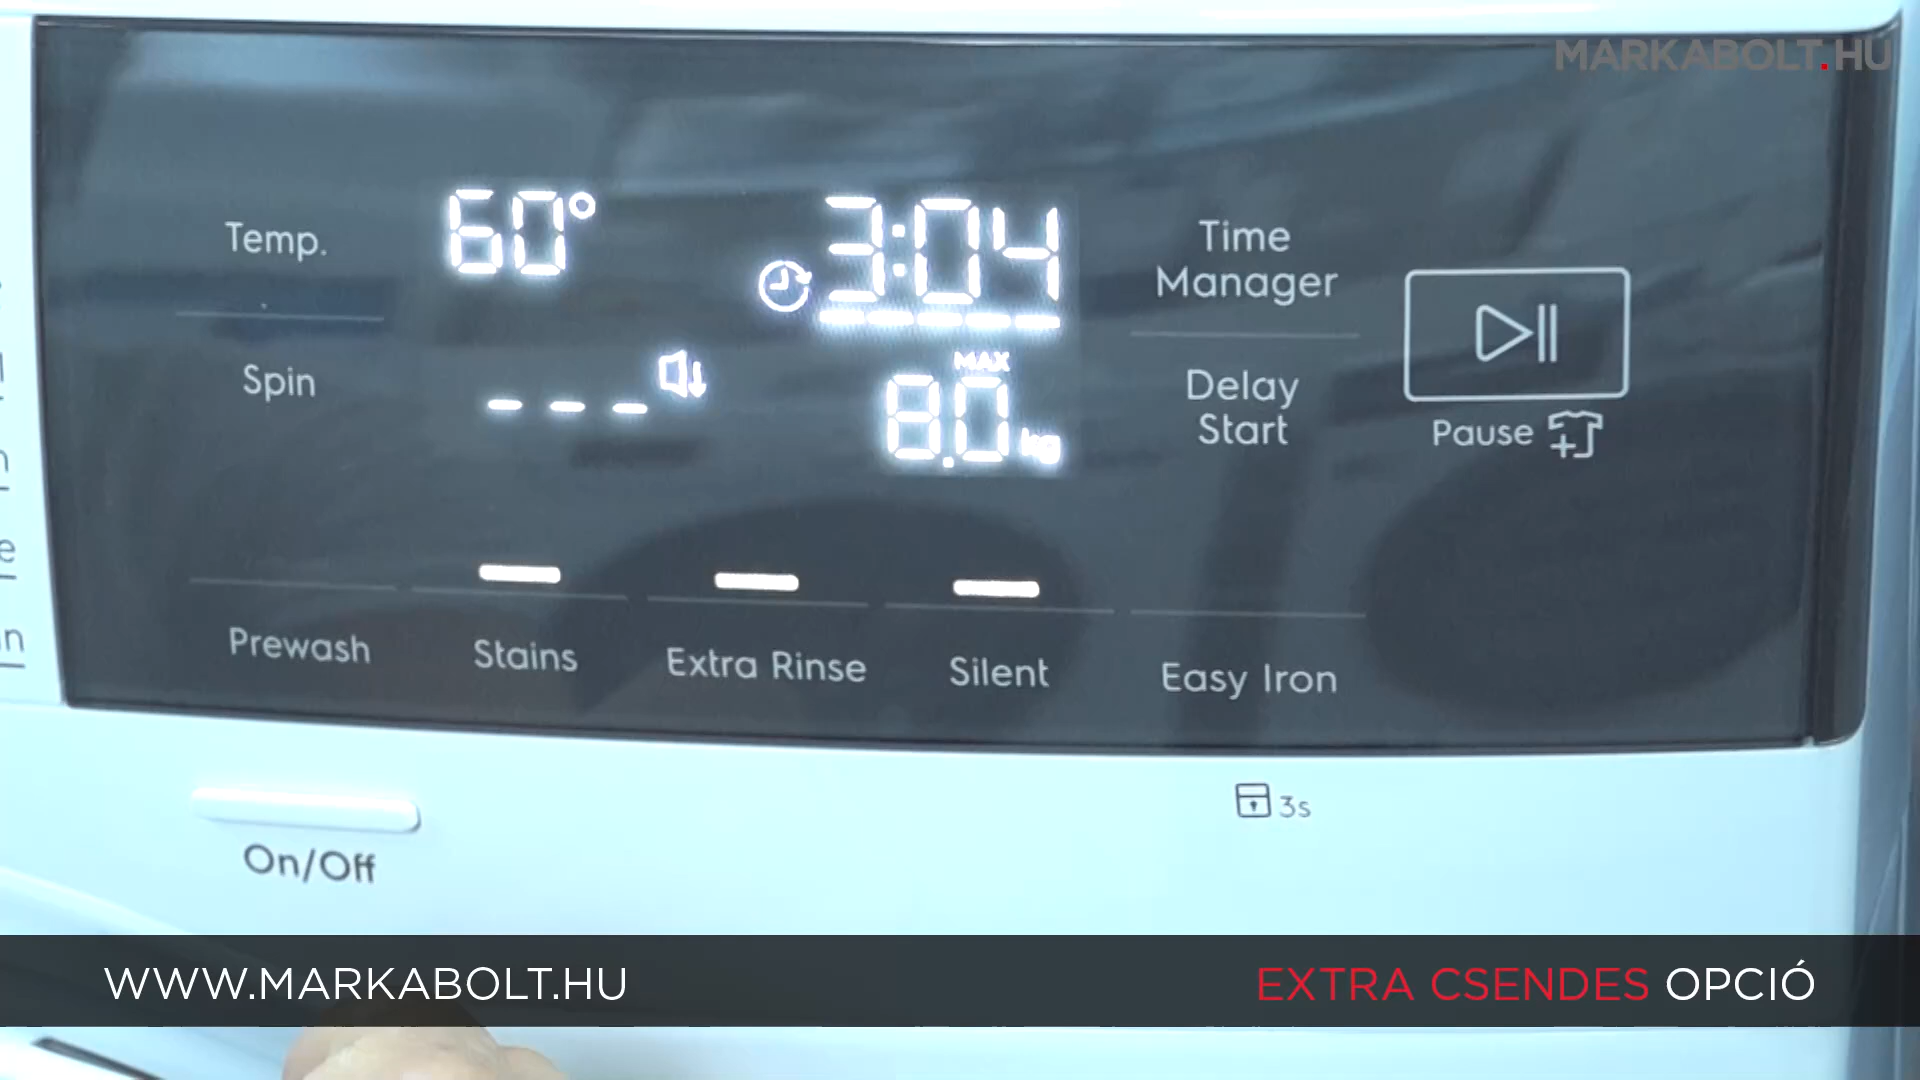 MARKABOLT.HU
Temp.
60°
3:04
Time
Manager
Spin
- - -
MAX
8.0 kg
Delay
Start
Pause
Prewash
Stains
Extra Rinse
Silent
Easy Iron
3s
On/Off
WWW.MARKABOLT.HU
EXTRA CSENDES OPCIÓ